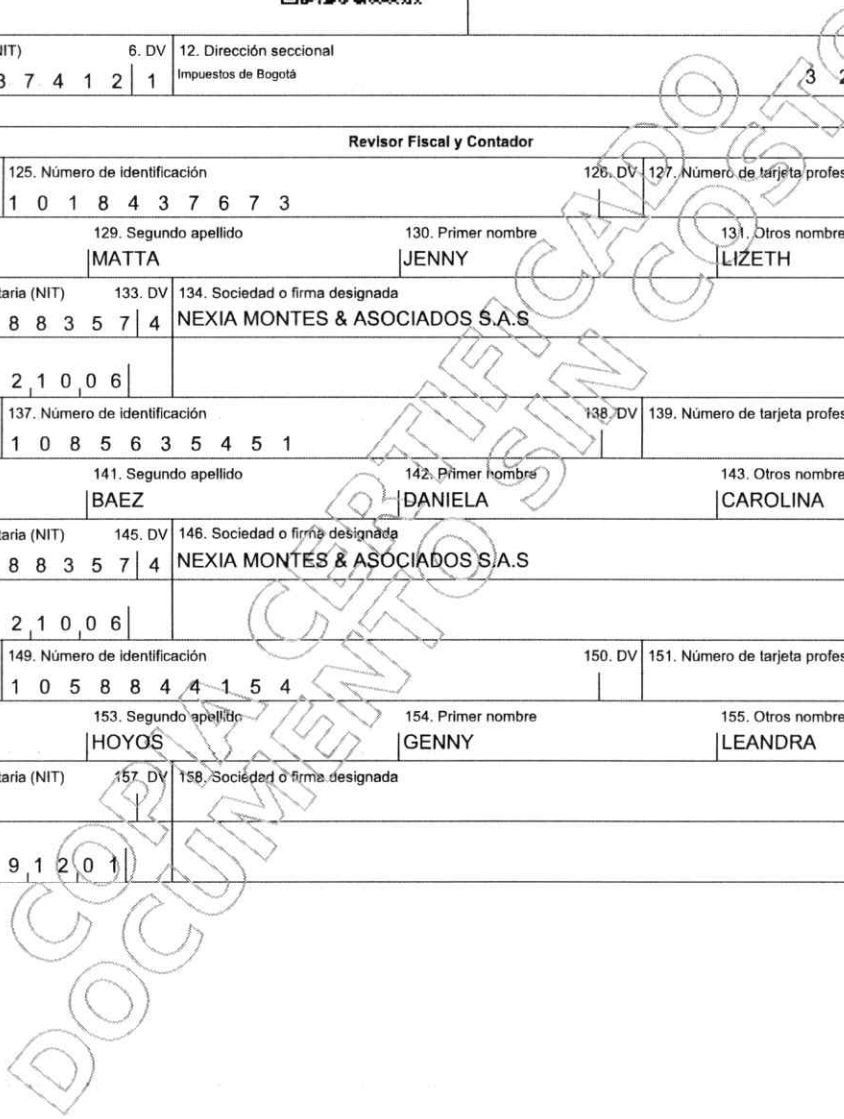 NIT) 6. DV 12. Dirección seccional
3 7 4 1 2 1 Impuestos de Bogotá 3 2
Revisor Fiscal y Contador
125. Número de identificación 126. DV 127. Número de tarjeta profes
1 0 1 8 4 3 7 6 7 3
129. Segundo apellido 130. Primer nombre 131. Otros nombre
MATTA JENNY LIZETH
taria (NIT) 133. DV 134. Sociedad o firma designada
8 8 3 5 7 4 NEXIA MONTES & ASOCIADOS S.A.S
2 1 0 0 6
137. Número de identificación 138. DV 139. Número de tarjeta profes
1 0 8 5 6 3 5 4 5 1
141. Segundo apellido 142. Primer nombre 143. Otros nombre
BAEZ DANIELA CAROLINA
taria (NIT) 145. DV 146. Sociedad o firma designada
8 8 3 5 7 4 NEXIA MONTES & ASOCIADOS S.A.S
2 1 0 0 6
149. Número de identificación 150. DV 151. Número de tarjeta profes
1 0 5 8 8 4 4 1 5 4
153. Segundo apellido 154. Primer nombre 155. Otros nombre
HOYOS GENNY LEANDRA
taria (NIT) 157. DV 158. Sociedad o firma designada
9 1 2 0 1
COPIA CERTIFICADO
DOCUMENTO SIN COSTO